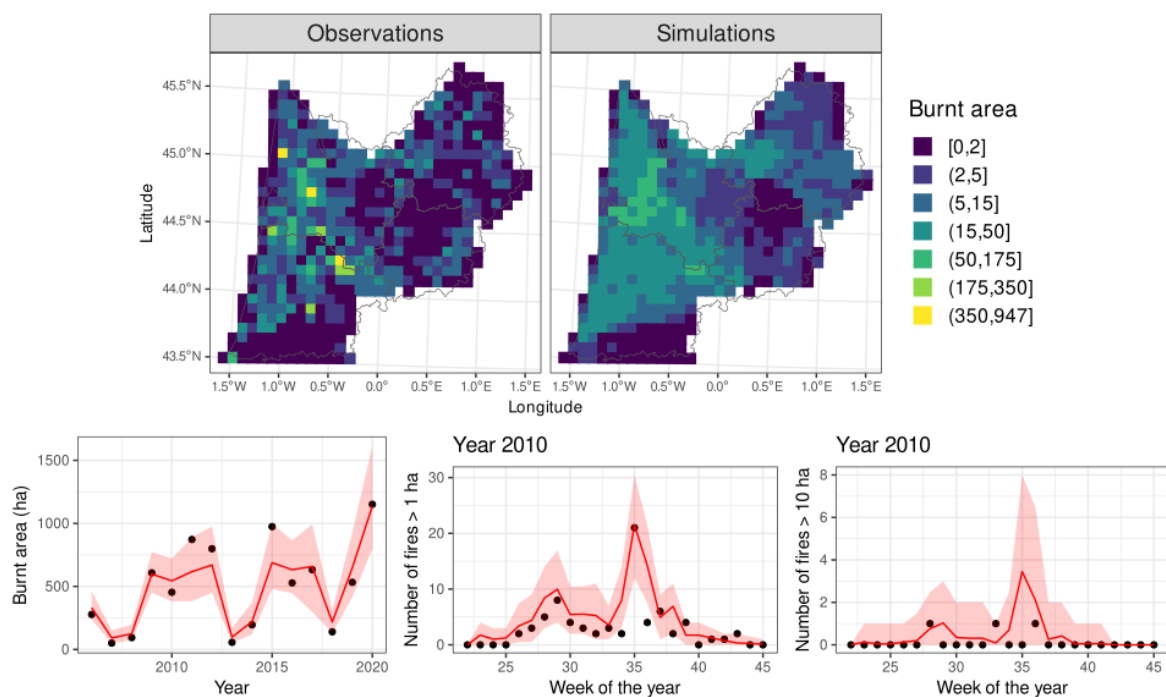 Observations
Simulations
Latitude
45.5°N
45.0°N
44.5°N
44.0°N
43.5°N
1.5°W 1.0°W 0.5°W 0.0° 0.5°E 1.0°E 1.5°E
1.5°W 1.0°W 0.5°W 0.0° 0.5°E 1.0°E 1.5°E
Longitude
Burnt area
[0,2]
(2,5]
(5,15]
(15,50]
(50,175]
(175,350]
(350,947]
Burnt area (ha)
1500
1000
500
0
2010 2015 2020
Year
Year 2010
Number of fires > 1 ha
30
20
10
0
25 30 35 40 45
Week of the year
Year 2010
Number of fires > 10 ha
8
6
4
2
0
25 30 35 40 45
Week of the year